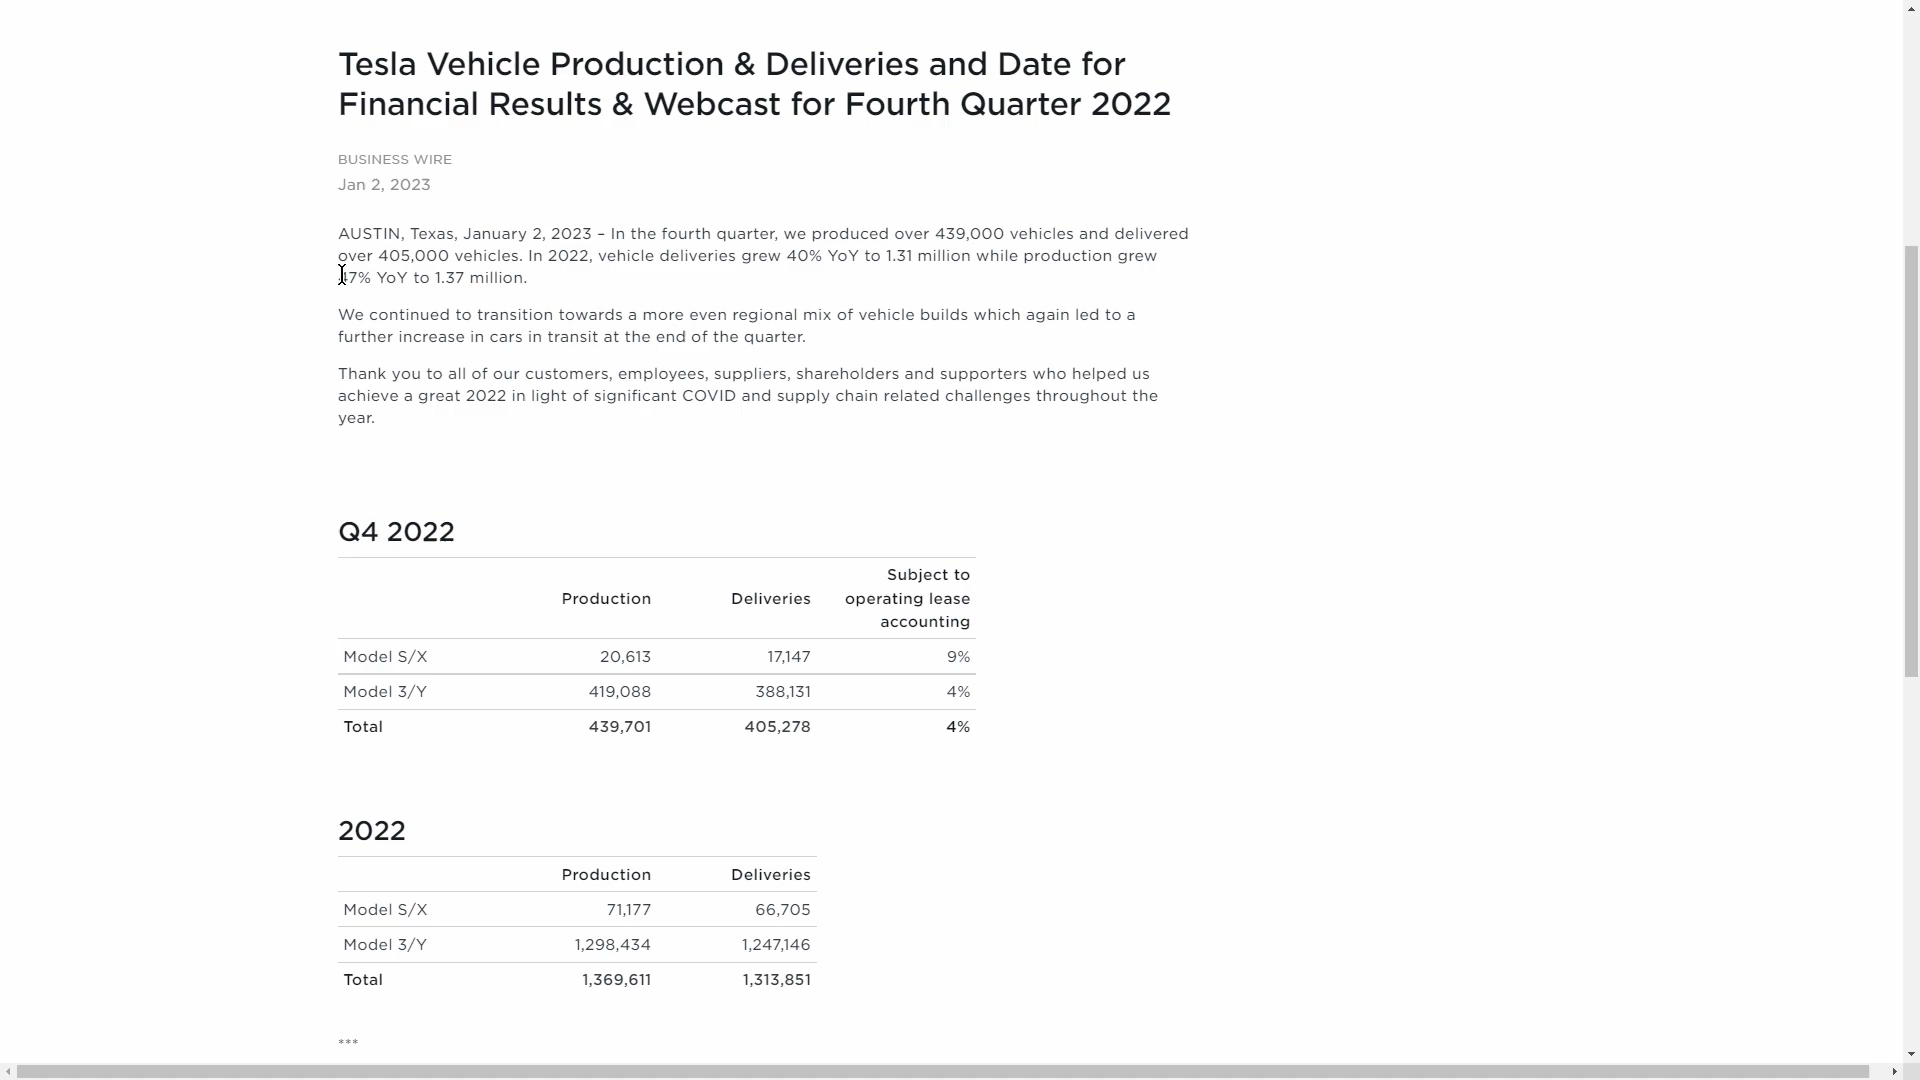 Tesla Vehicle Production & Deliveries and Date for
Financial Results & Webcast for Fourth Quarter 2022
BUSINESS WIRE
Jan 2, 2023
AUSTIN, Texas, January 2, 2023 – In the fourth quarter, we produced over 439,000 vehicles and delivered
over 405,000 vehicles. In 2022, vehicle deliveries grew 40% YoY to 1.31 million while production grew
47% YoY to 1.37 million.
We continued to transition towards a more even regional mix of vehicle builds which again led to a
further increase in cars in transit at the end of the quarter.
Thank you to all of our customers, employees, suppliers, shareholders and supporters who helped us
achieve a great 2022 in light of significant COVID and supply chain related challenges throughout the
year.
Q4 2022
Production Deliveries Subject to
operating lease
accounting
Model S/X 20,613 17,147 9%
Model 3/Y 419,088 388,131 4%
Total 439,701 405,278 4%
2022
Production Deliveries
Model S/X 71,177 66,705
Model 3/Y 1,298,434 1,247,146
Total 1,369,611 1,313,851
***